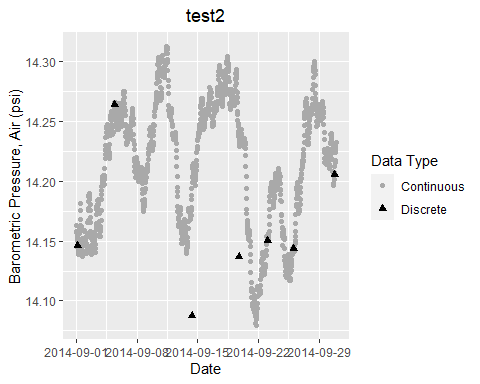 test2
Barometric Pressure, Air (psi)
14.30
14.25
14.20
14.15
14.10
2014-09-01 2014-09-08 2014-09-15 2014-09-22 2014-09-29
Date
Data Type
Continuous
Discrete